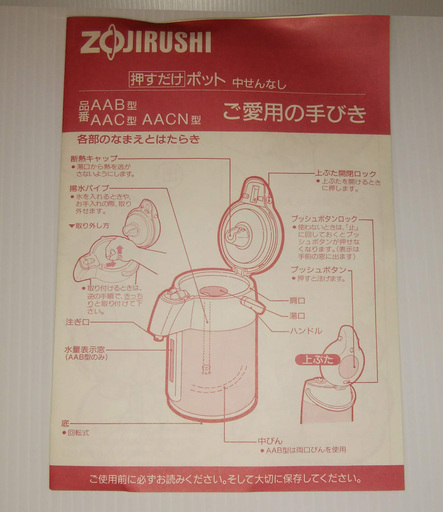 ZOJIRUSHI
押すだけポット 中せんなし
品番 AAB型
AAC型 AACN型
ご愛用の手びき
各部のなまえとはたらき
断熱キャップ
●湯口から熱を逃が
さないようにします。
揚水パイプ
●水を入れるときや、
お手入れの際、取り
外せます。
▼取り外し方
●取り付けるときは、
逆の手順で、きっち
りと取り付けて下
さい。
注ぎ口
水量表示窓
(AAB型のみ)
底
●回転式
上ぶた開閉ロック
●上ぶたを開けるとき
に押します。
プッシュボタンロック
●使わないときは、「止」
に回しておくとプッ
シュボタンが押せな
くなります。(表示は
手前の窓に出ます)
プッシュボタン
●押すと注げます。
肩口
湯口
ハンドル
上ぶた
中びん
●AAB型は両口びんを使用
ご使用前に必ずお読みください。そして大切に保存してください。